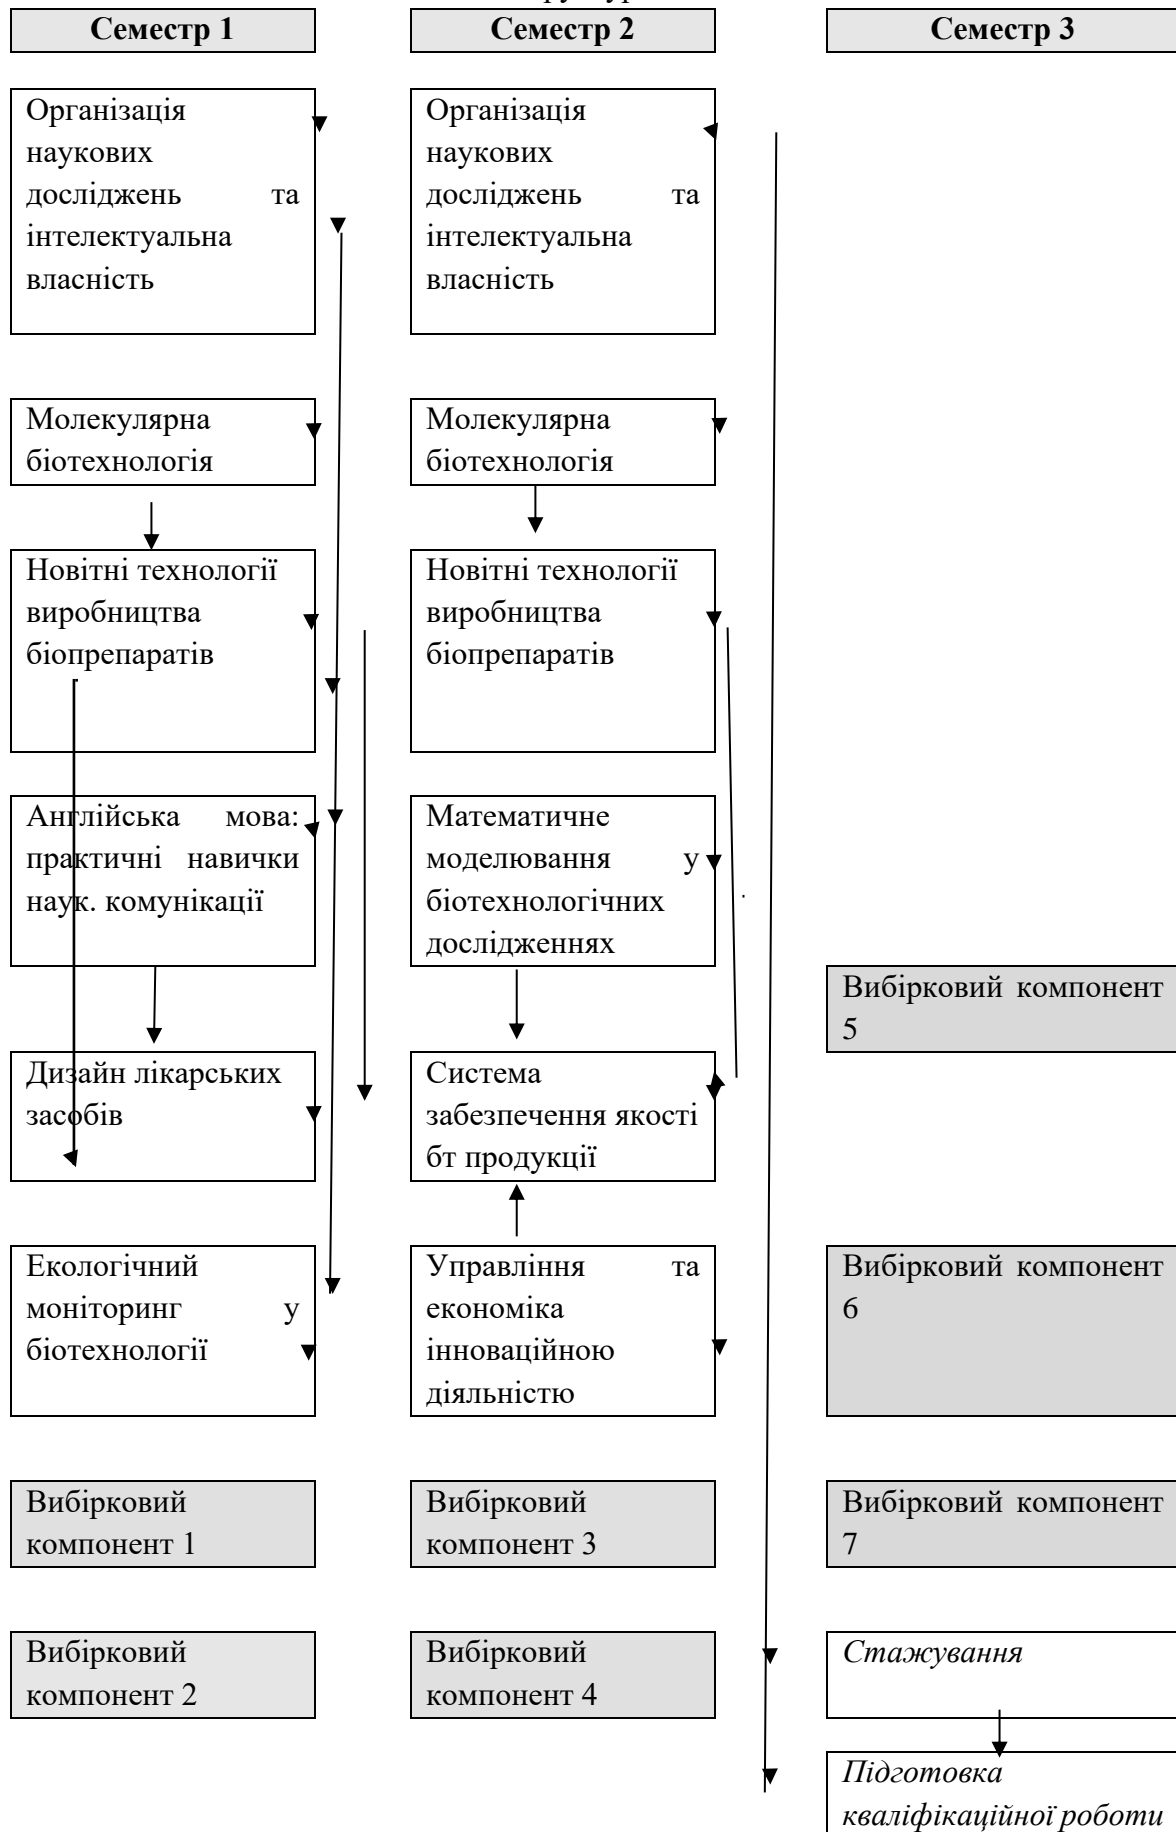 Семестр 1
Семестр 2
Семестр 3
Організація
наукових
досліджень та
інтелектуальна
власність
Організація
наукових
досліджень та
інтелектуальна
власність
Молекулярна
біотехнологія
Молекулярна
біотехнологія
Новітні технології
виробництва
біопрепаратів
Новітні технології
виробництва
біопрепаратів
Англійська мова:
практичні навички
наук. комунікації
Математичне
моделювання у
біотехнологічних
дослідженнях
Вибірковий компонент
5
Дизайн лікарських
засобів
Система
забезпечення якості
бт продукції
Екологічний
моніторинг у
біотехнології
Управління та
економіка
інноваційною
діяльністю
Вибірковий компонент
6
Вибірковий
компонент 1
Вибірковий
компонент 3
Вибірковий компонент
7
Вибірковий
компонент 2
Вибірковий
компонент 4
Стажування
Підготовка
кваліфікаційної роботи